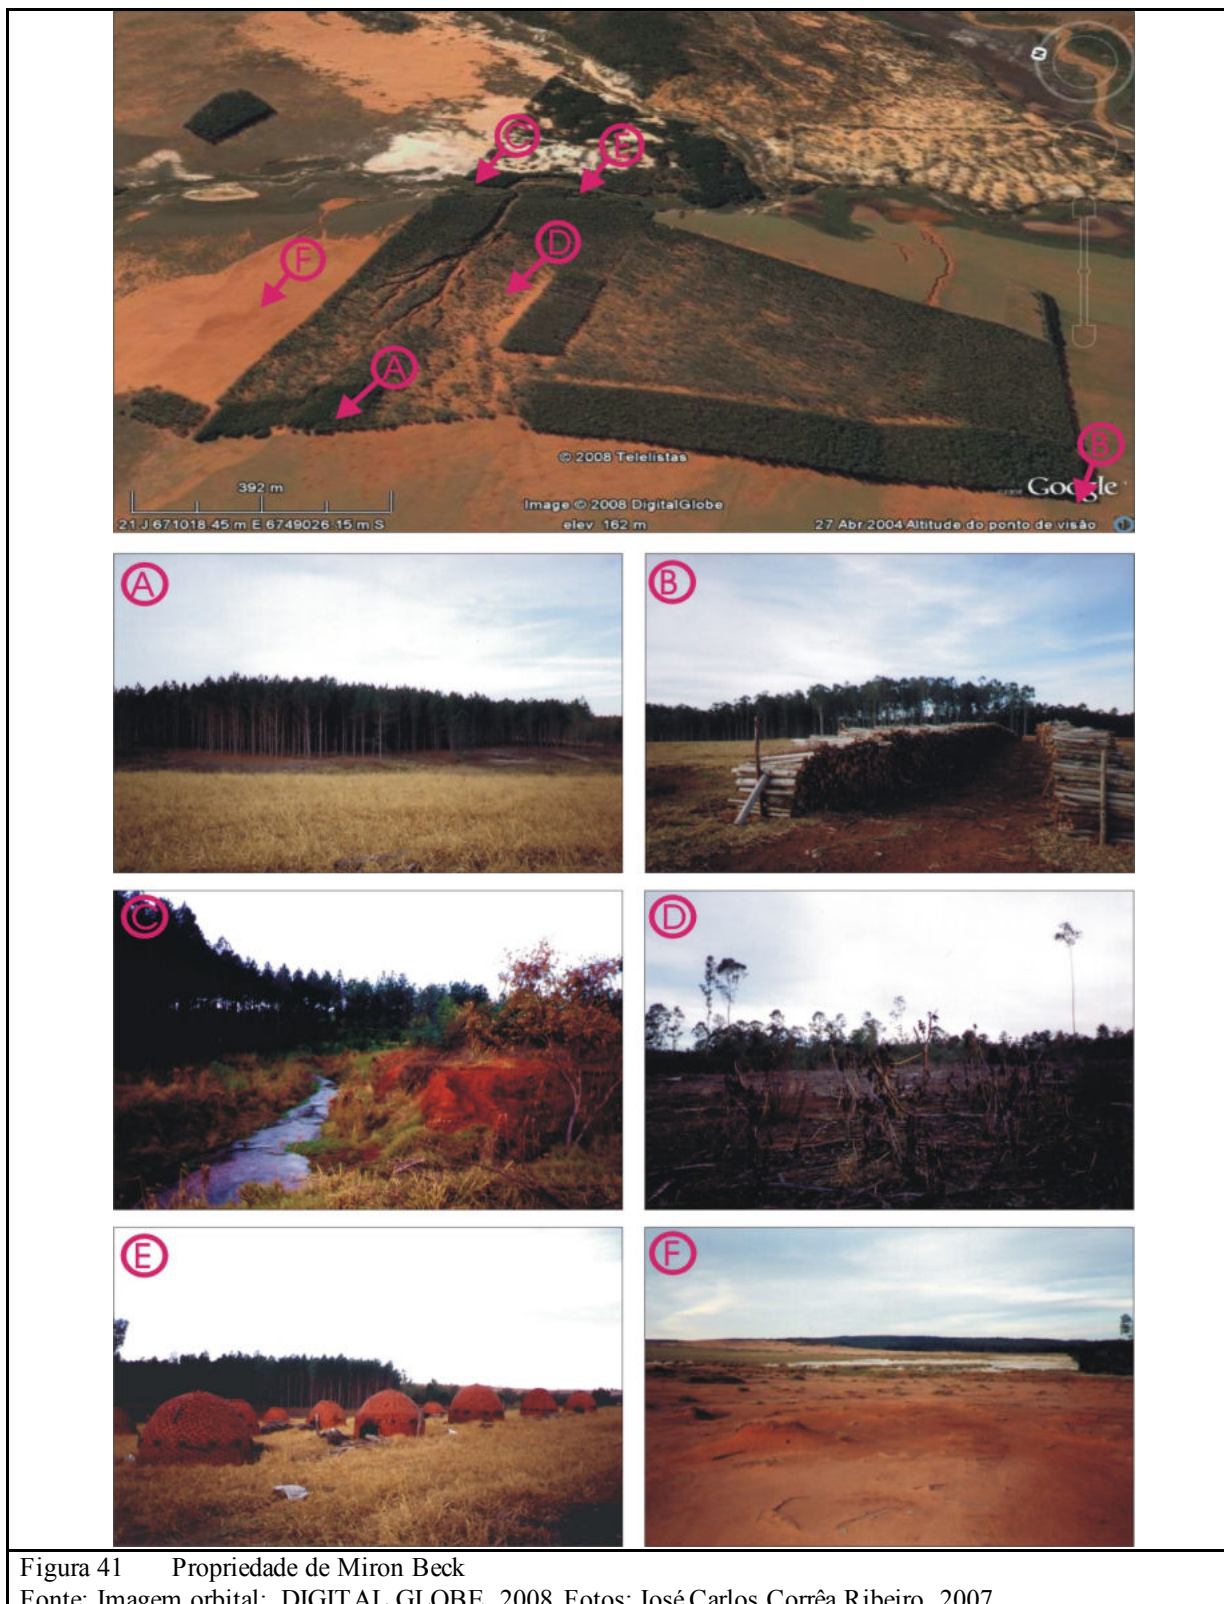 C
E
F
D
A
B
© 2008 Telelistas
Google
392 m
Image © 2008 DigitalGlobe
21 J 671018.45 m E 6749026.15 m S
elev 162 m
27 Abr 2004 Altitude do ponto de visão
A
B
C
D
E
F
Figura 41 Propriedade de Miron Beck
Fonte: Imagem orbital: DIGITAL GLOBE, 2008 Fotos: José Carlos Corrêa Ribeiro, 2007